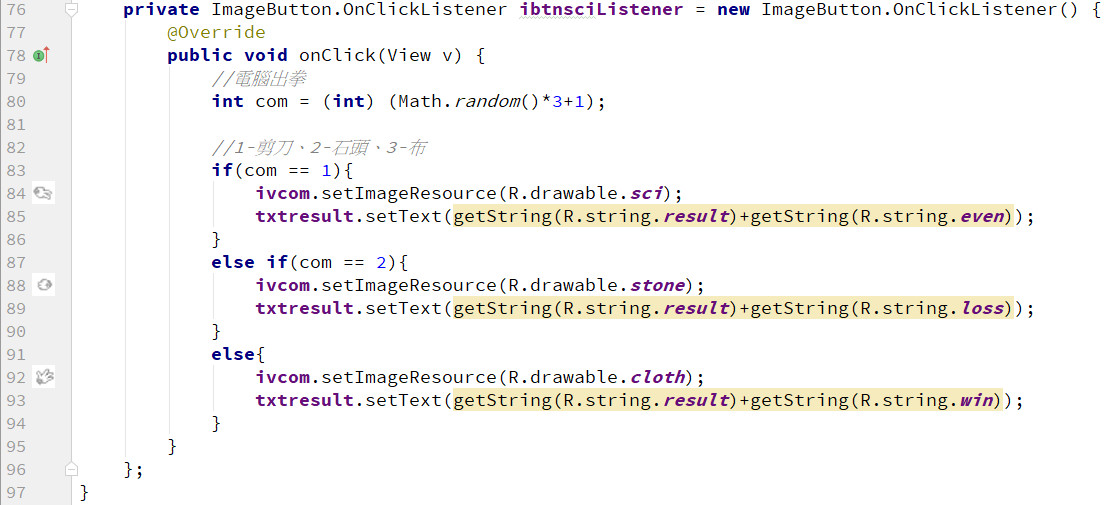 76 private ImageButton.OnClickListener ibtnsciListener = new ImageButton.OnClickListener() {
77 @Override
78 public void onClick(View v) {
79 //電腦出拳
80 int com = (int) (Math.random()*3+1);
81
82 //1-剪刀、2-石頭、3-布
83 if(com == 1){
84 ivcom.setImageResource(R.drawable.sci);
85 txtresult.setText(getString(R.string.result)+getString(R.string.even));
86 }
87 else if(com == 2){
88 ivcom.setImageResource(R.drawable.stone);
89 txtresult.setText(getString(R.string.result)+getString(R.string.loss));
90 }
91 else{
92 ivcom.setImageResource(R.drawable.cloth);
93 txtresult.setText(getString(R.string.result)+getString(R.string.win));
94 }
95 }
96 };
97 }